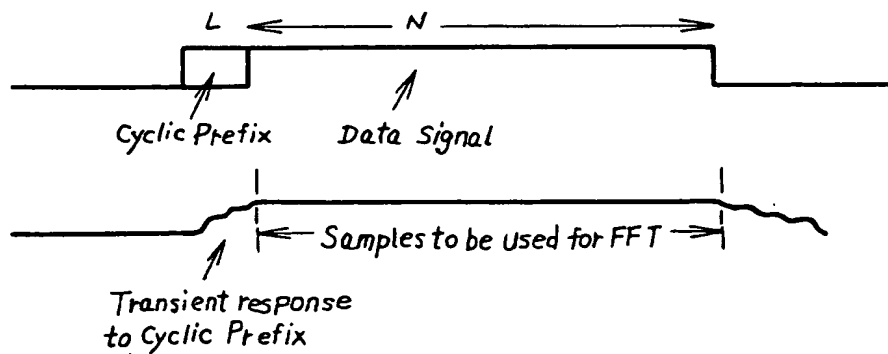 L N
Cyclic Prefix Data Signal
Samples to be used for FFT
Transient response
to Cyclic Prefix